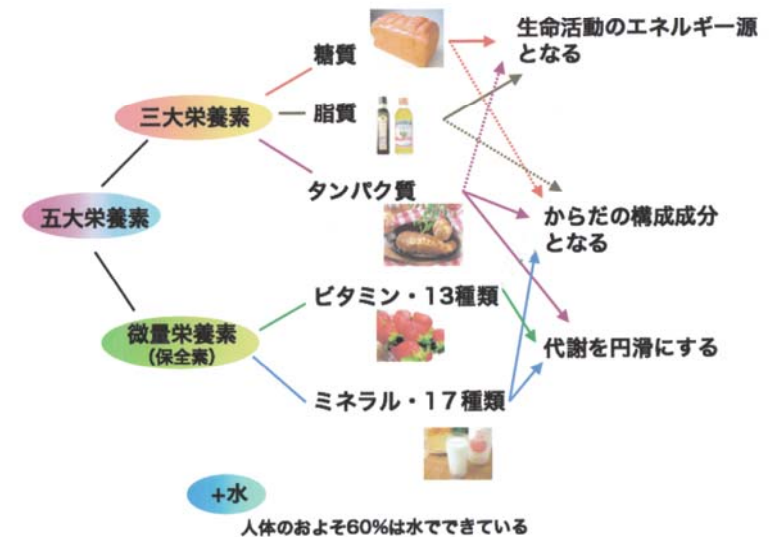 糖質
生命活動のエネルギー源
となる
三大栄養素
脂質
タンパク質
五大栄養素
からだの構成成分
となる
ビタミン・13種類
微量栄養素
(保全素)
代謝を円滑にする
ミネラル・17種類
+水
人体のおよそ60%は水でできている